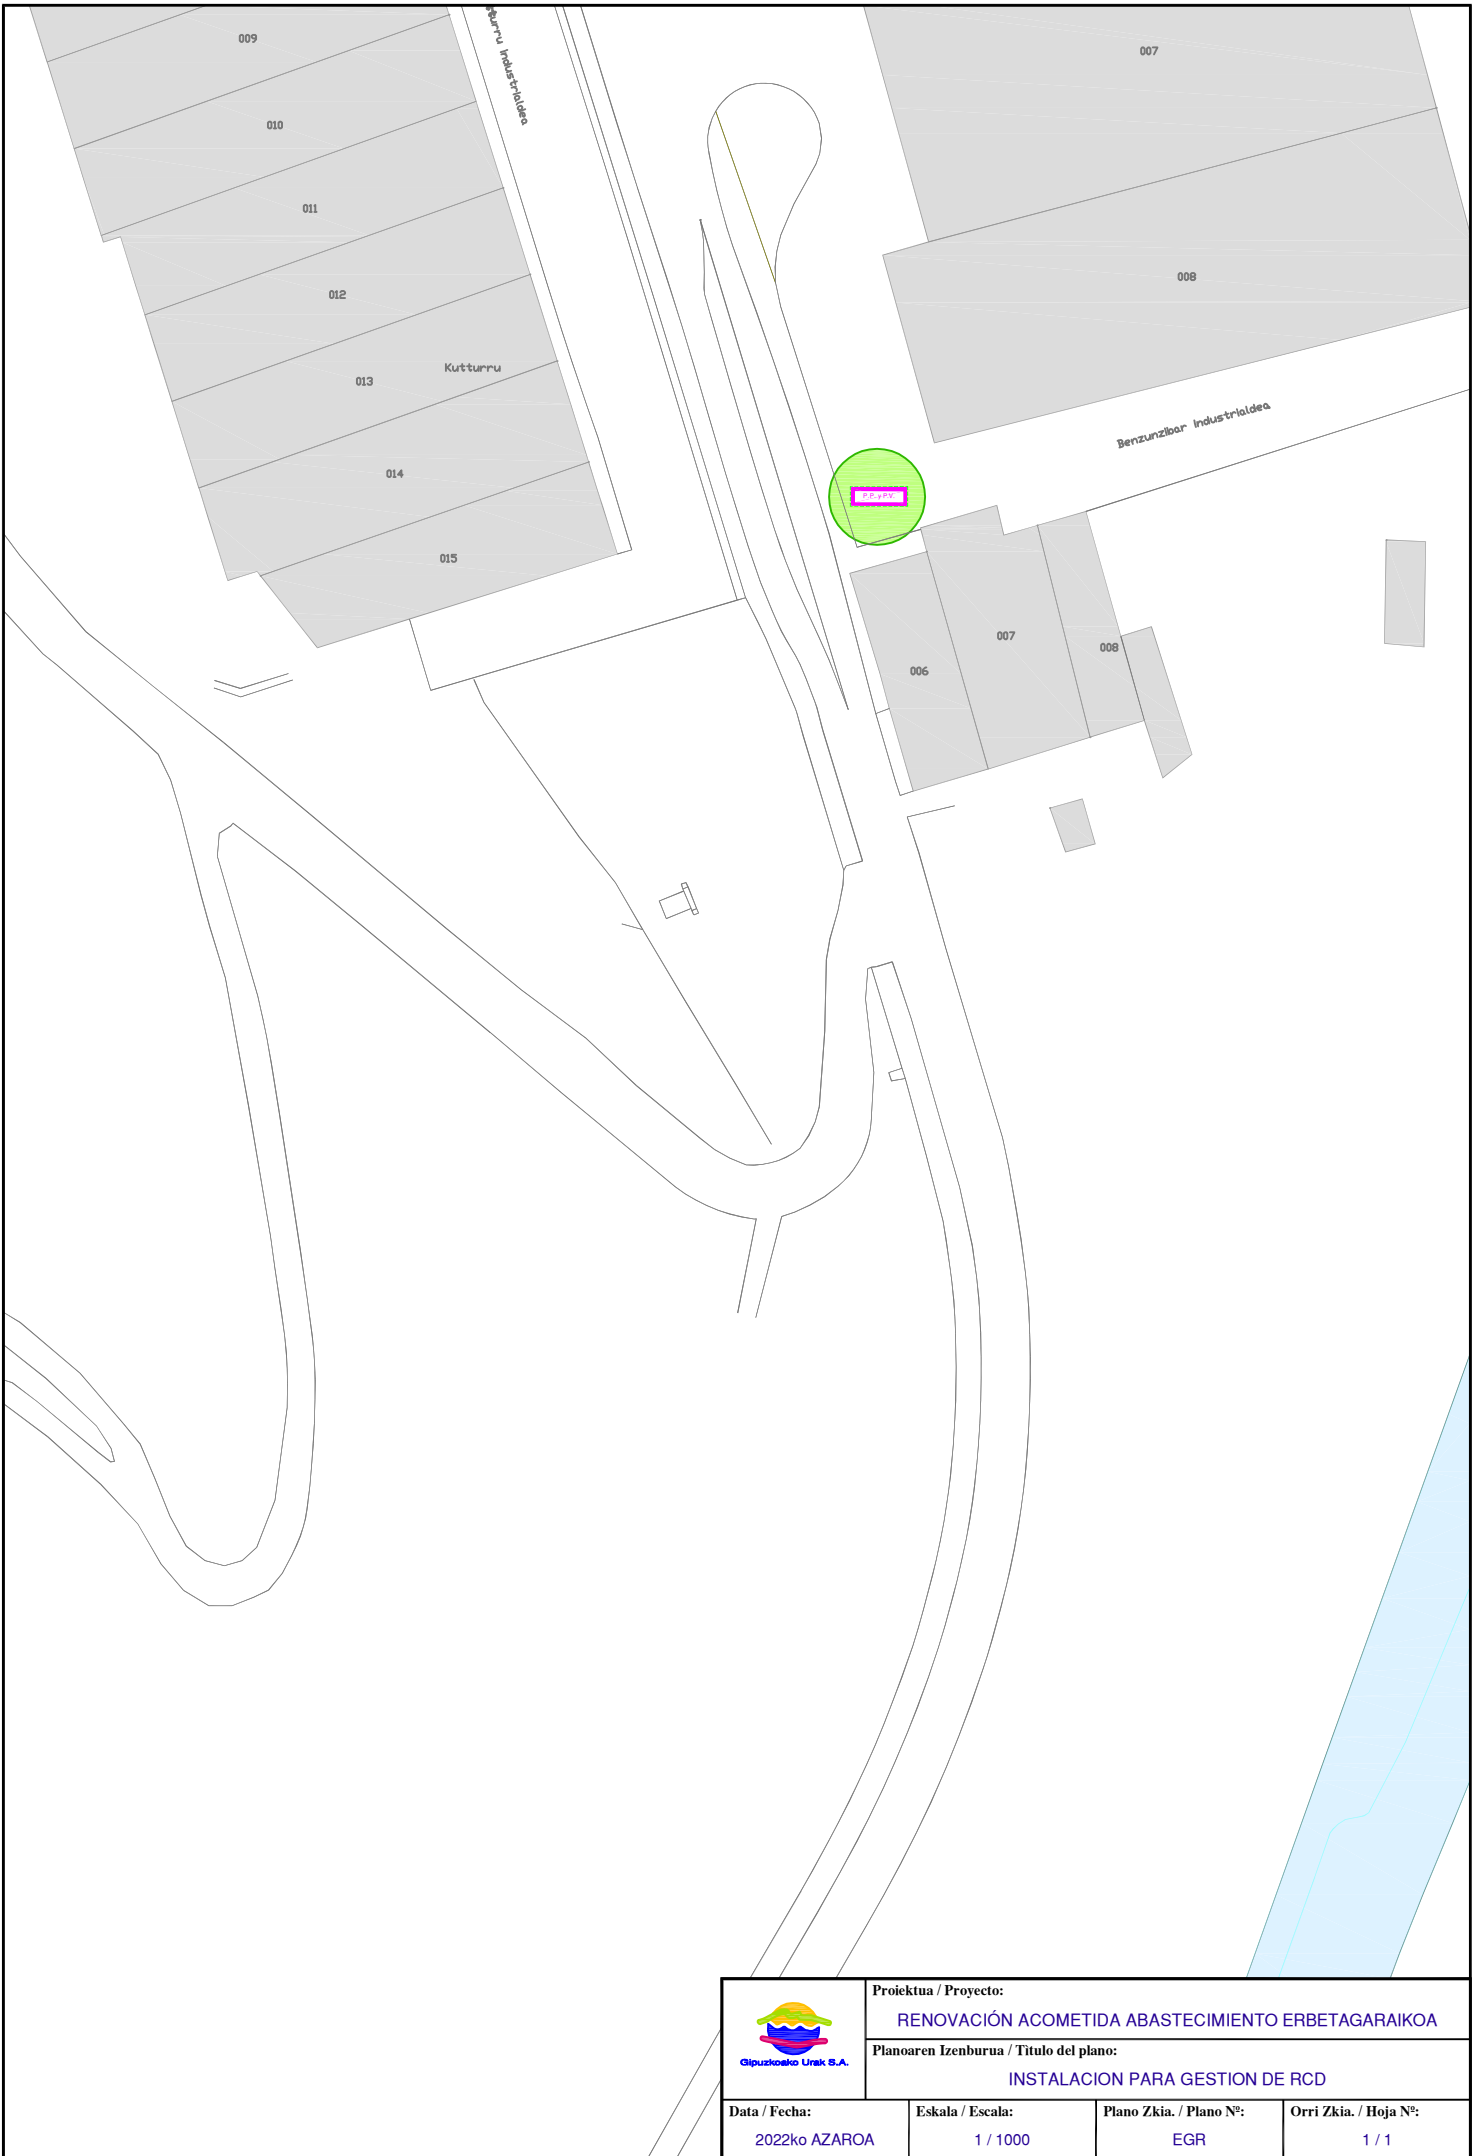 009
turru Industrialdea
007
010
011
008
012
Kutturru
013
Benzunzibar Industrialdea
014
P.P. y P.V.
015
007
008
006
Proiektua / Proyecto:
RENOVACIÓN ACOMETIDA ABASTECIMIENTO ERBETAGARAIKOA
Gipuzkoako Urak S.A.
Planoaren Izenburua / Titulo del plano:
INSTALACION PARA GESTION DE RCD
Data / Fecha:
2022ko AZAROA
Eskala / Escala:
1 / 1000
Plano Zkia. / Plano Nº:
EGR
Orri Zkia. / Hoja Nº:
1 / 1